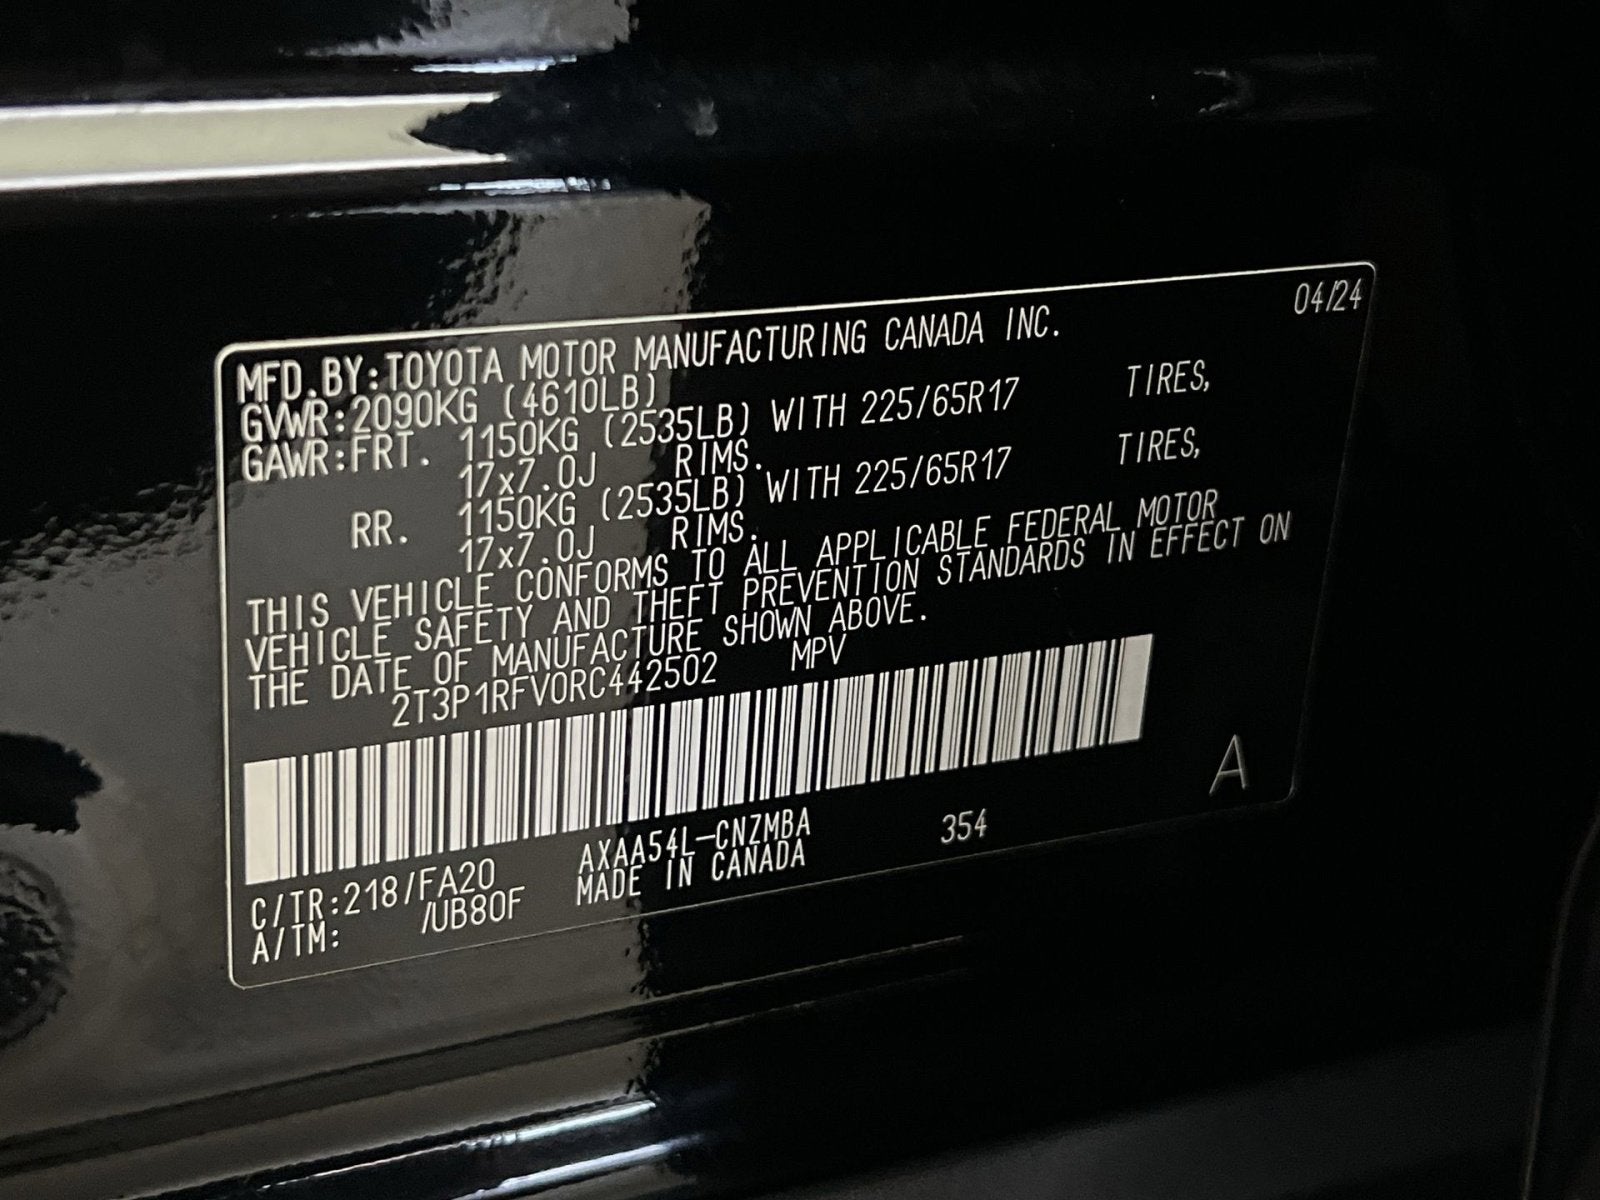 04/24
MFD.BY:TOYOTA MOTOR MANUFACTURING CANADA INC.
GVWR:2090KG (4610LB)
GAWR:FRT. 1150KG (2535LB) WITH 225/65R17 TIRES,
17x7.0J RIMS.
RR. 1150KG (2535LB) WITH 225/65R17 TIRES,
17x7.0J RIMS.
THIS VEHICLE CONFORMS TO ALL APPLICABLE FEDERAL MOTOR
VEHICLE SAFETY AND THEFT PREVENTION STANDARDS IN EFFECT ON
THE DATE OF MANUFACTURE SHOWN ABOVE.
2T3P1RFV0RC442502 MPV
C/TR:218/FA20 AXAA54L-CNZMBA 354 A
A/TM: /UB80F MADE IN CANADA